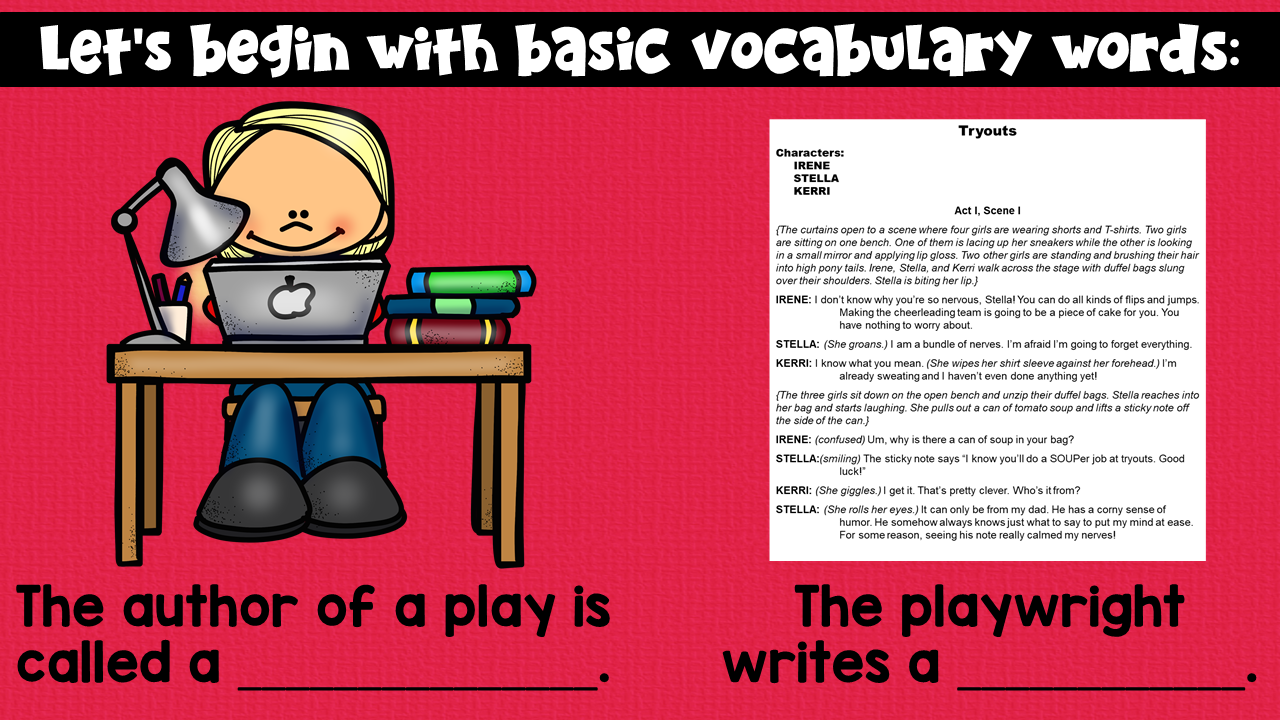 Let's begin with basic vocabulary words:
Tryouts
Characters:
IRENE
STELLA
KERRI
Act I, Scene I
{The curtains open to a scene where four girls are wearing shorts and T-shirts. Two girls
are sitting on one bench. One of them is lacing up her sneakers while the other is looking
in a small mirror and applying lip gloss. Two other girls are standing and brushing their hair
into high pony tails. Irene, Stella, and Kerri walk across the stage with duffel bags slung
over their shoulders. Stella is biting her lip.}
IRENE: I don't know why you're so nervous, Stella! You can do all kinds of flips and jumps.
Making the cheerleading team is going to be a piece of cake for you. You
have nothing to worry about.
STELLA: (She groans.) I am a bundle of nerves. I'm afraid I'm going to forget everything.
KERRI: I know what you mean. (She wipes her shirt sleeve against her forehead.) I'm
already sweating and I haven't even done anything yet!
{The three girls sit down on the open bench and unzip their duffel bags. Stella reaches into
her bag and starts laughing. She pulls out a can of tomato soup and lifts a sticky note off
the side of the can.}
IRENE: (confused) Um, why is there a can of soup in your bag?
STELLA:(smiling) The sticky note says “I know you'll do a SOUPer job at tryouts. Good
luck!”
KERRI: (She giggles.) I get it. That's pretty clever. Who's it from?
STELLA: (She rolls her eyes.) It can only be from my dad. He has a corny sense of
humor. He somehow always knows just what to say to put my mind at ease.
For some reason, seeing his note really calmed my nerves!
The author of a play is
called a _______________.
The playwright
writes a ____________.